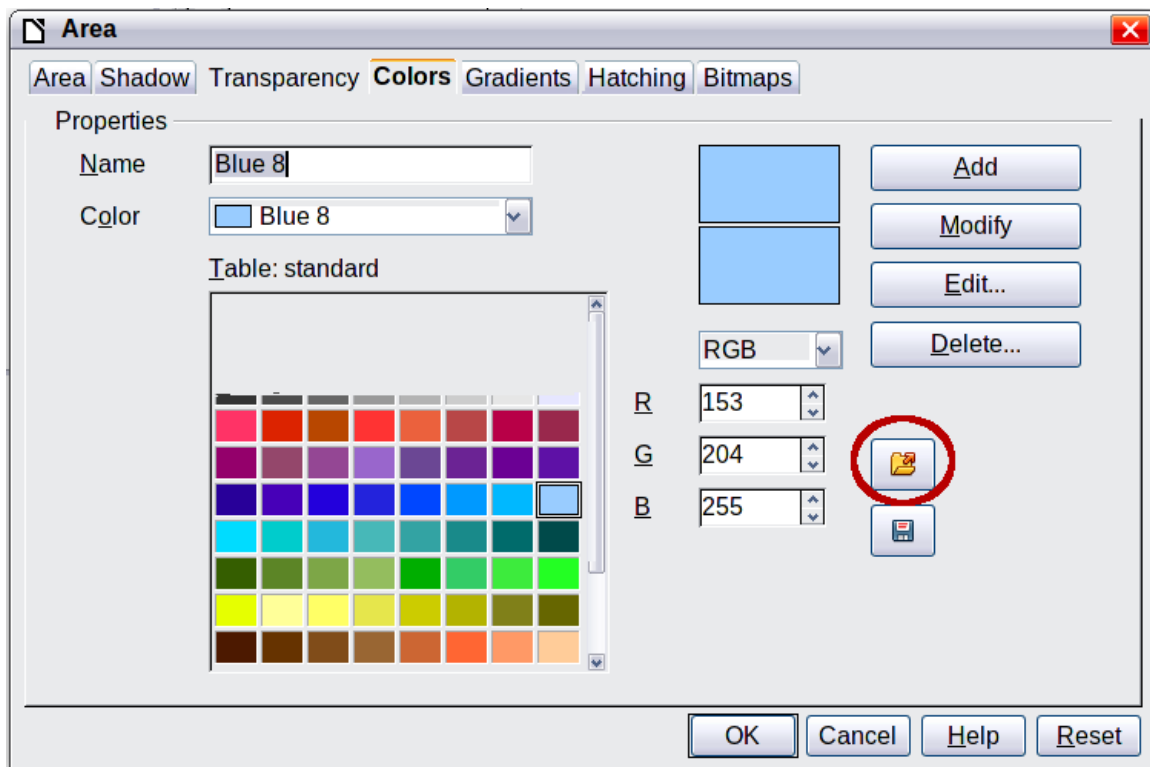 Area
Area Shadow Transparency Colors Gradients Hatching Bitmaps
Properties
Name Blue 8
Color Blue 8
Table: standard
Add
Modify
Edit...
Delete...
RGB
R 153
G 204
B 255
OK Cancel Help Reset